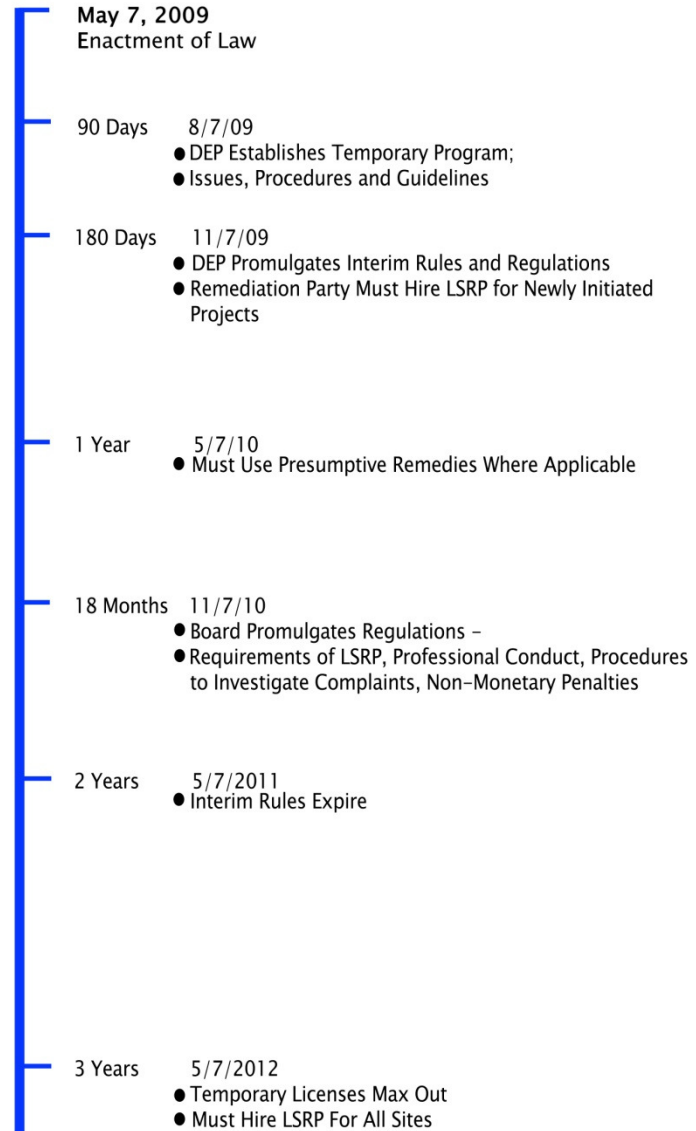 May 7, 2009
Enactment of Law
90 Days 8/7/09
● DEP Establishes Temporary Program;
● Issues, Procedures and Guidelines
180 Days 11/7/09
● DEP Promulgates Interim Rules and Regulations
● Remediation Party Must Hire LSRP for Newly Initiated
Projects
1 Year 5/7/10
● Must Use Presumptive Remedies Where Applicable
18 Months 11/7/10
● Board Promulgates Regulations –
● Requirements of LSRP, Professional Conduct, Procedures
to Investigate Complaints, Non-Monetary Penalties
2 Years 5/7/2011
● Interim Rules Expire
3 Years 5/7/2012
● Temporary Licenses Max Out
● Must Hire LSRP For All Sites